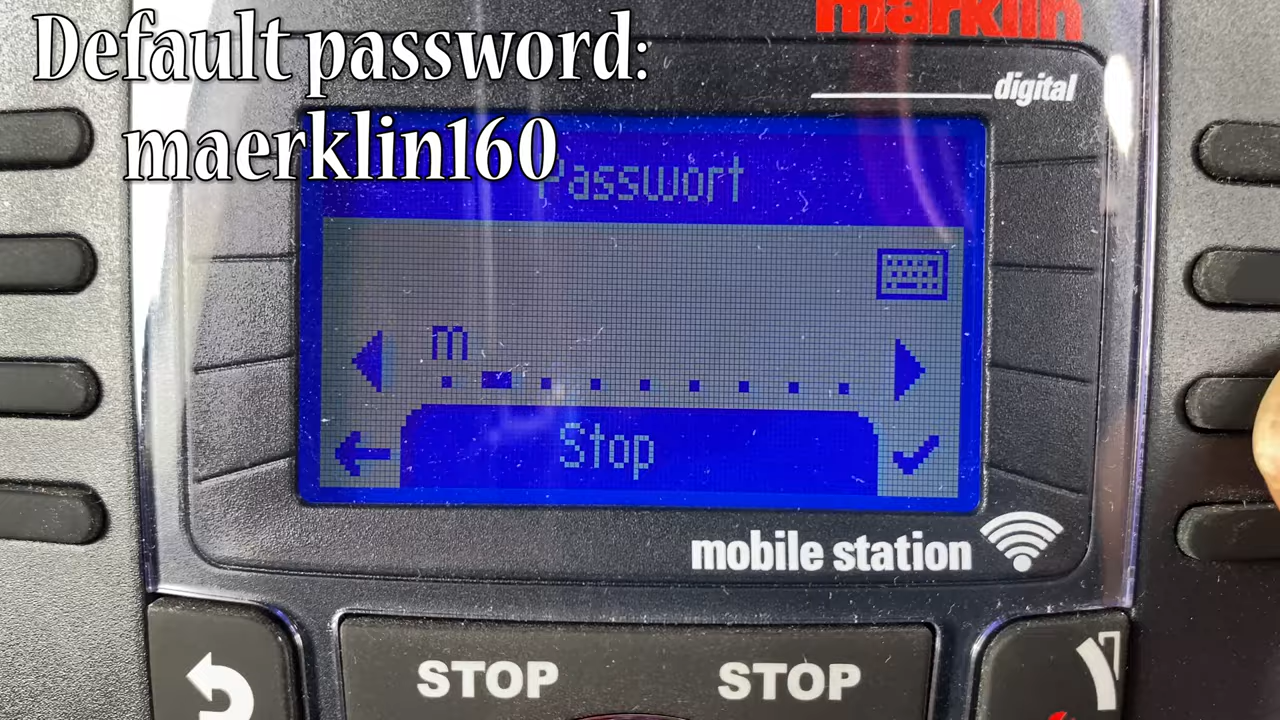 Default password:
maerklin160
märklin
digital
Passwort
m
Stop
mobile station
STOP STOP